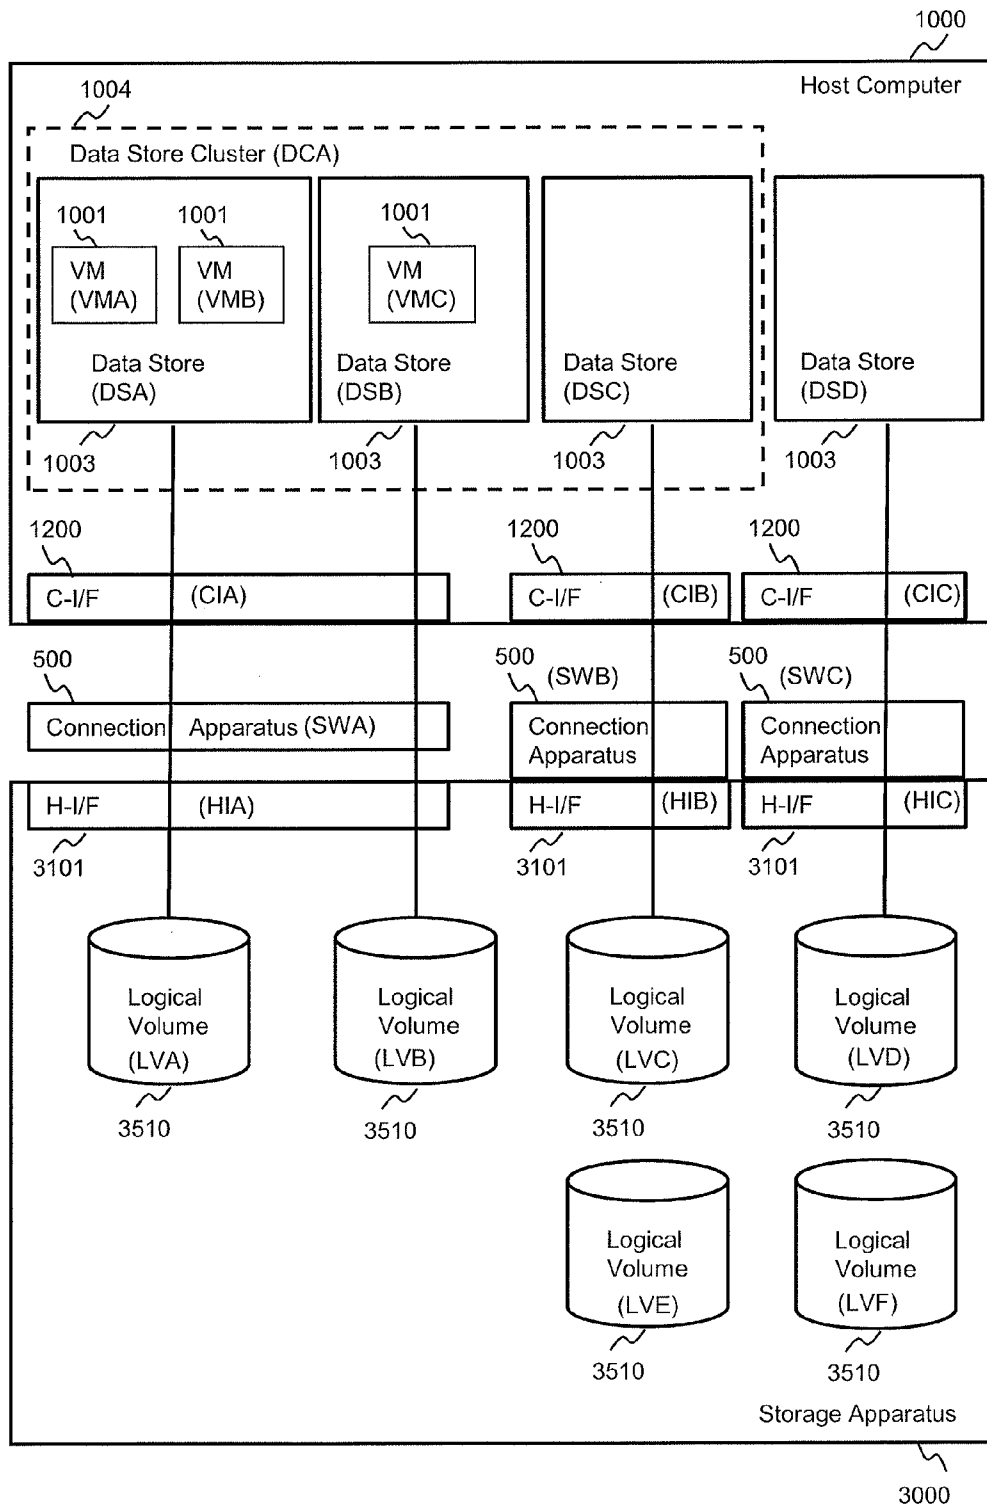 1000
Host Computer
1004
Data Store Cluster (DCA)
1001
1001
1001
VM
(VMA)
VM
(VMB)
VM
(VMC)
Data Store
(DSA)
Data Store
(DSB)
Data Store
(DSC)
Data Store
(DSD)
1003
1003
1003
1003
1200
1200
1200
C-I/F
(CIA)
C-I/F
(CIB)
C-I/F
(CIC)
500
500
(SWB)
500
(SWC)
Connection Apparatus (SWA)
Connection
Apparatus
Connection
Apparatus
H-I/F
(HIA)
H-I/F
(HIB)
H-I/F
(HIC)
3101
3101
3101
Logical
Volume
(LVA)
Logical
Volume
(LVB)
Logical
Volume
(LVC)
Logical
Volume
(LVD)
3510
3510
3510
3510
Logical
Volume
(LVE)
Logical
Volume
(LVF)
3510
3510
Storage Apparatus
3000